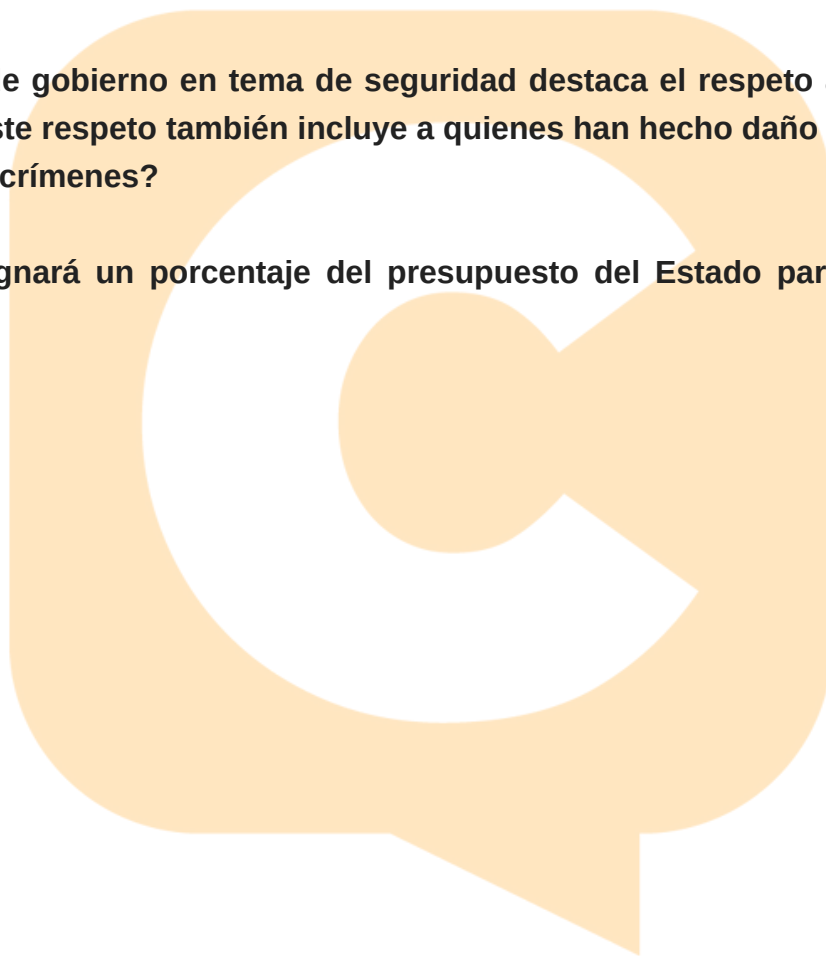 e gobierno en tema de seguridad destaca el respeto
ste respeto también incluye a quienes han hecho daño
crímenes?
gnará un porcentaje del presupuesto del Estado par